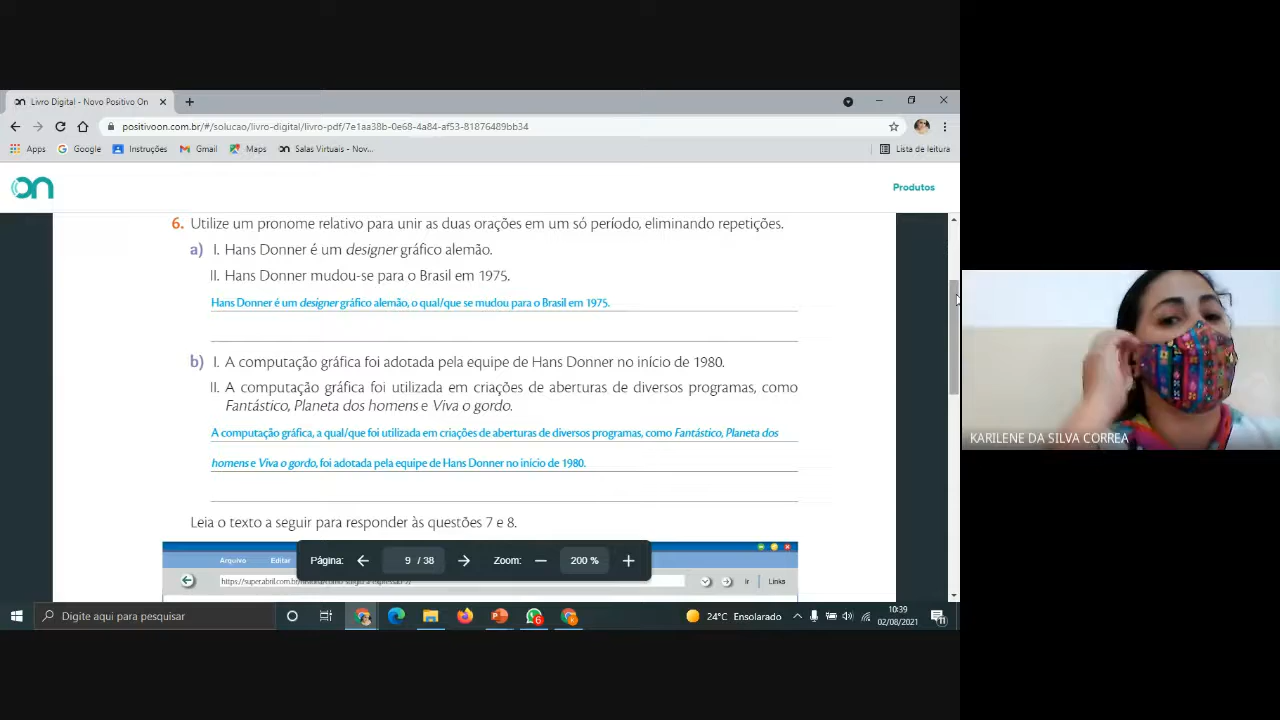 Livro Digital - Novo Positivo On
positivoon.com.br/#/solucao/livro-digital/livro-pdf/7e1aa38b-0e68-4a84-af53-81876489bb34
Apps Google Instruções Gmail Maps Salas Virtuais - Nov... Lista de leitura
on Produtos
6. Utilize um pronome relativo para unir as duas orações em um só período, eliminando repetições.
a) I. Hans Donner é um designer gráfico alemão.
II. Hans Donner mudou-se para o Brasil em 1975.
Hans Donner é um designer gráfico alemão, o qual/que se mudou para o Brasil em 1975.
b) I. A computação gráfica foi adotada pela equipe de Hans Donner no início de 1980.
II. A computação gráfica foi utilizada em criações de aberturas de diversos programas, como
Fantástico, Planeta dos homens e Viva o gordo.
A computação gráfica, a qual/que foi utilizada em criações de aberturas de diversos programas, como Fantástico, Planeta dos
homens e Viva o gordo, foi adotada pela equipe de Hans Donner no início de 1980.
Leia o texto a seguir para responder às questões 7 e 8.
Arquivo Editar
Página: 9 / 38 Zoom: 200 %
Ir Links
KARILENE DA SILVA CORREA
Digite aqui para pesquisar
6
24°C Ensolarado
10:39
02/08/2021